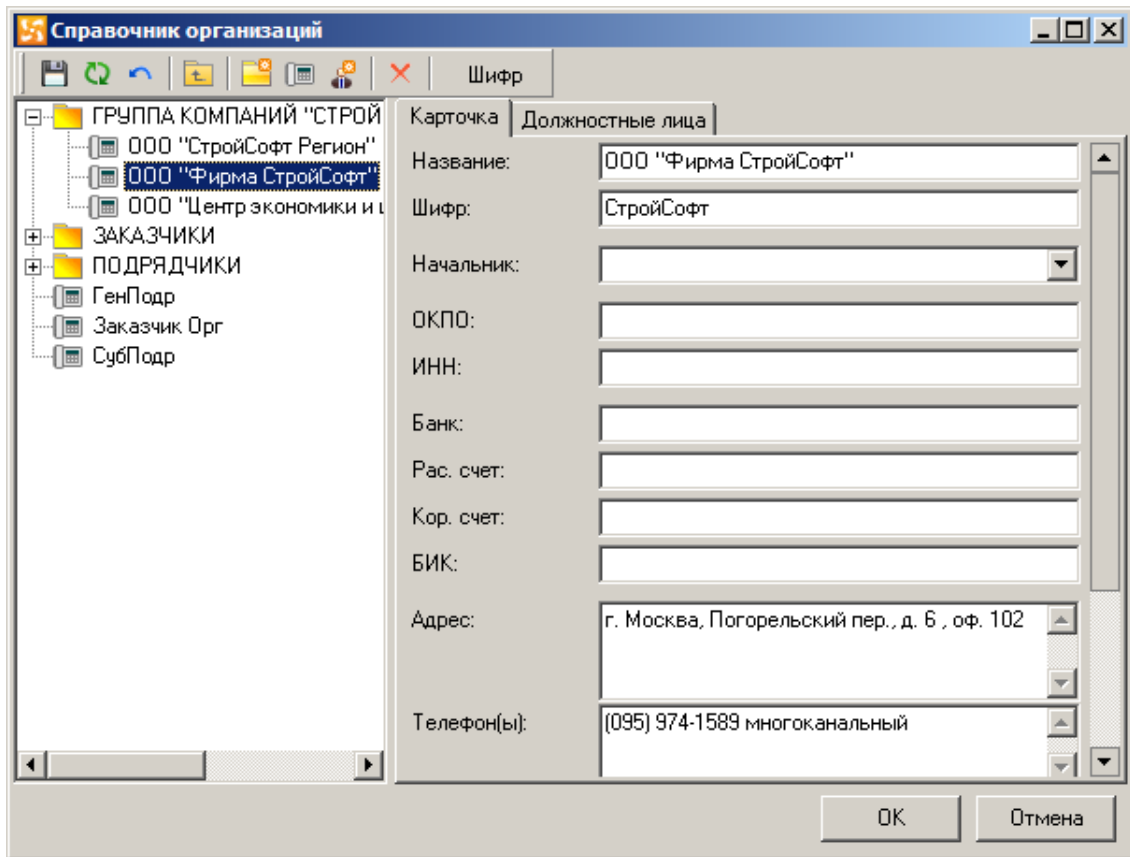 Справочник организаций
Шифр
ГРУППА КОМПАНИЙ "СТРОЙ
ООО "СтройСофт Регион"
ООО "Фирма СтройСофт"
ООО "Центр экономики и ц
ЗАКАЗЧИКИ
ПОДРЯДЧИКИ
ГенПодр
Заказчик Орг
СубПодр
Карточка Должностные лица
Название: ООО "Фирма СтройСофт"
Шифр: СтройСофт
Начальник:
ОКПО:
ИНН:
Банк:
Рас. счет:
Кор. счет:
БИК:
Адрес: г. Москва, Погорельский пер., д. 6 , оф. 102
Телефон(ы): (095) 974-1589 многоканальный
OK Отмена